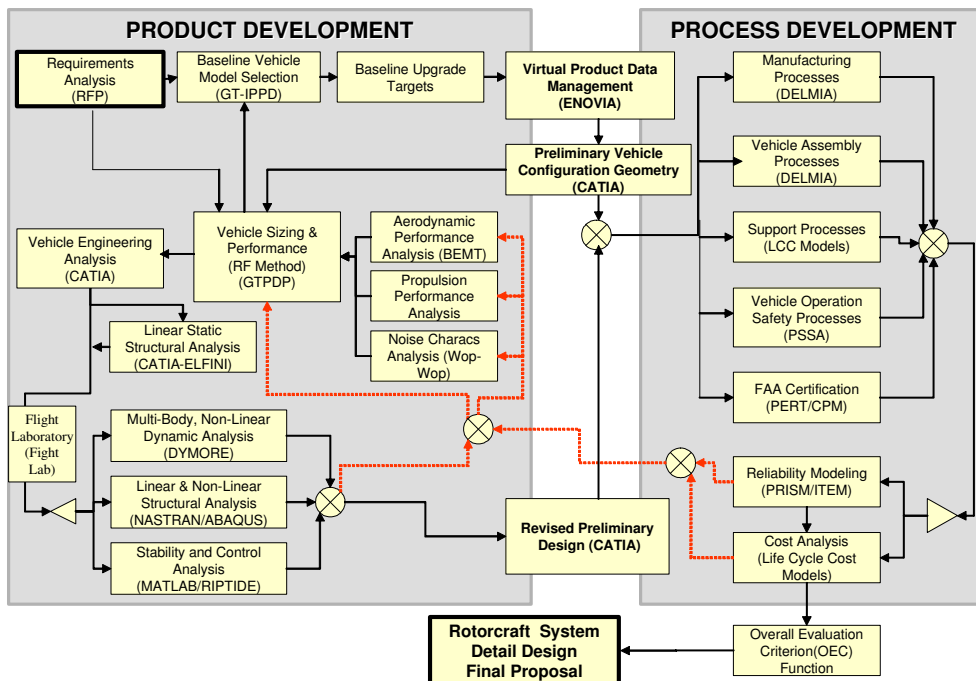 PRODUCT DEVELOPMENT
PROCESS DEVELOPMENT
Requirements
Analysis
(RFP)
Baseline Vehicle
Model Selection
(GT-IPPD)
Baseline Upgrade
Targets
Virtual Product Data
Management
(ENOVIA)
Manufacturing
Processes
(DELMIA)
Preliminary Vehicle
Configuration Geometry
(CATIA)
Vehicle Assembly
Processes
(DELMIA)
Vehicle Engineering
Analysis
(CATIA)
Vehicle Sizing &
Performance
(RF Method)
(GTPDP)
Aerodynamic
Performance
Analysis (BEMT)
Support Processes
(LCC Models)
Propulsion
Performance
Analysis
Vehicle Operation
Safety Processes
(PSSA)
Linear Static
Structural Analysis
(CATIA-ELFINI)
Noise Characs
Analysis (Wop-
Wop)
FAA Certification
(PERT/CPM)
Flight
Laboratory
(Fight
Lab)
Multi-Body, Non-Linear
Dynamic Analysis
(DYMORE)
Linear & Non-Linear
Structural Analysis
(NASTRAN/ABAQUS)
Stability and Control
Analysis
(MATLAB/RIPTIDE)
Revised Preliminary
Design (CATIA)
Reliability Modeling
(PRISM/ITEM)
Cost Analysis
(Life Cycle Cost
Models)
Rotorcraft System
Detail Design
Final Proposal
Overall Evaluation
Criterion(OEC)
Function